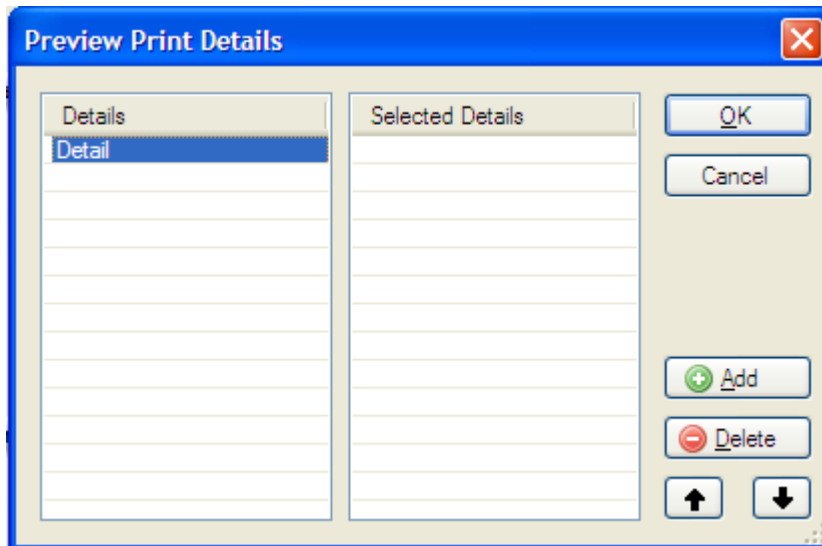 Preview Print Details
Details
Selected Details
OK
Detail
Cancel
Add
Delete